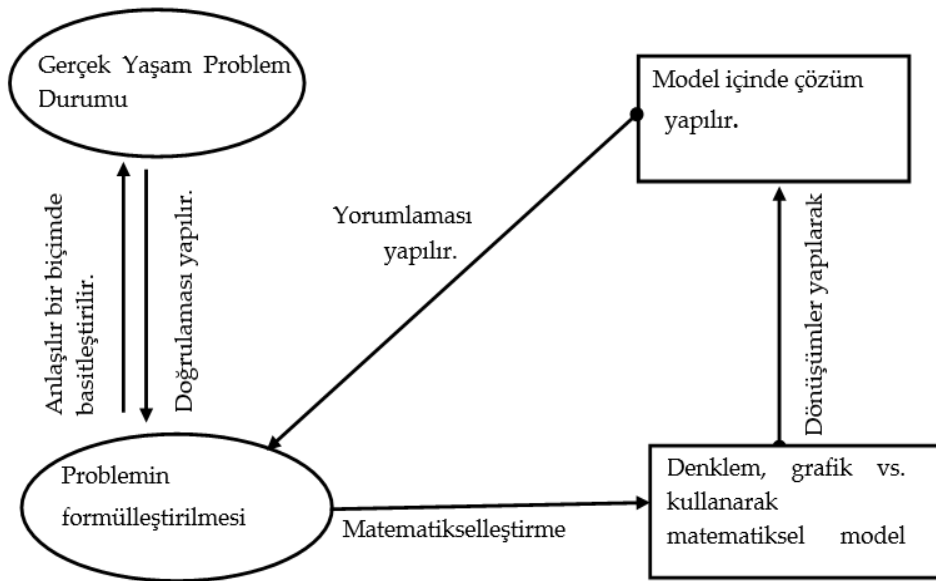 Gerçek Yaşam Problem
Durumu
Model içinde çözüm
yapılır.
Yorumlaması
yapılır.
Anlaşılır bir biçimde
basitleştirilir.
Doğrulaması yapılır.
Dönüşümler yapılarak
Problemin
formülleştirilmesi
Matematikselleştirme
Denklem, grafik vs.
kullanarak
matematiksel model